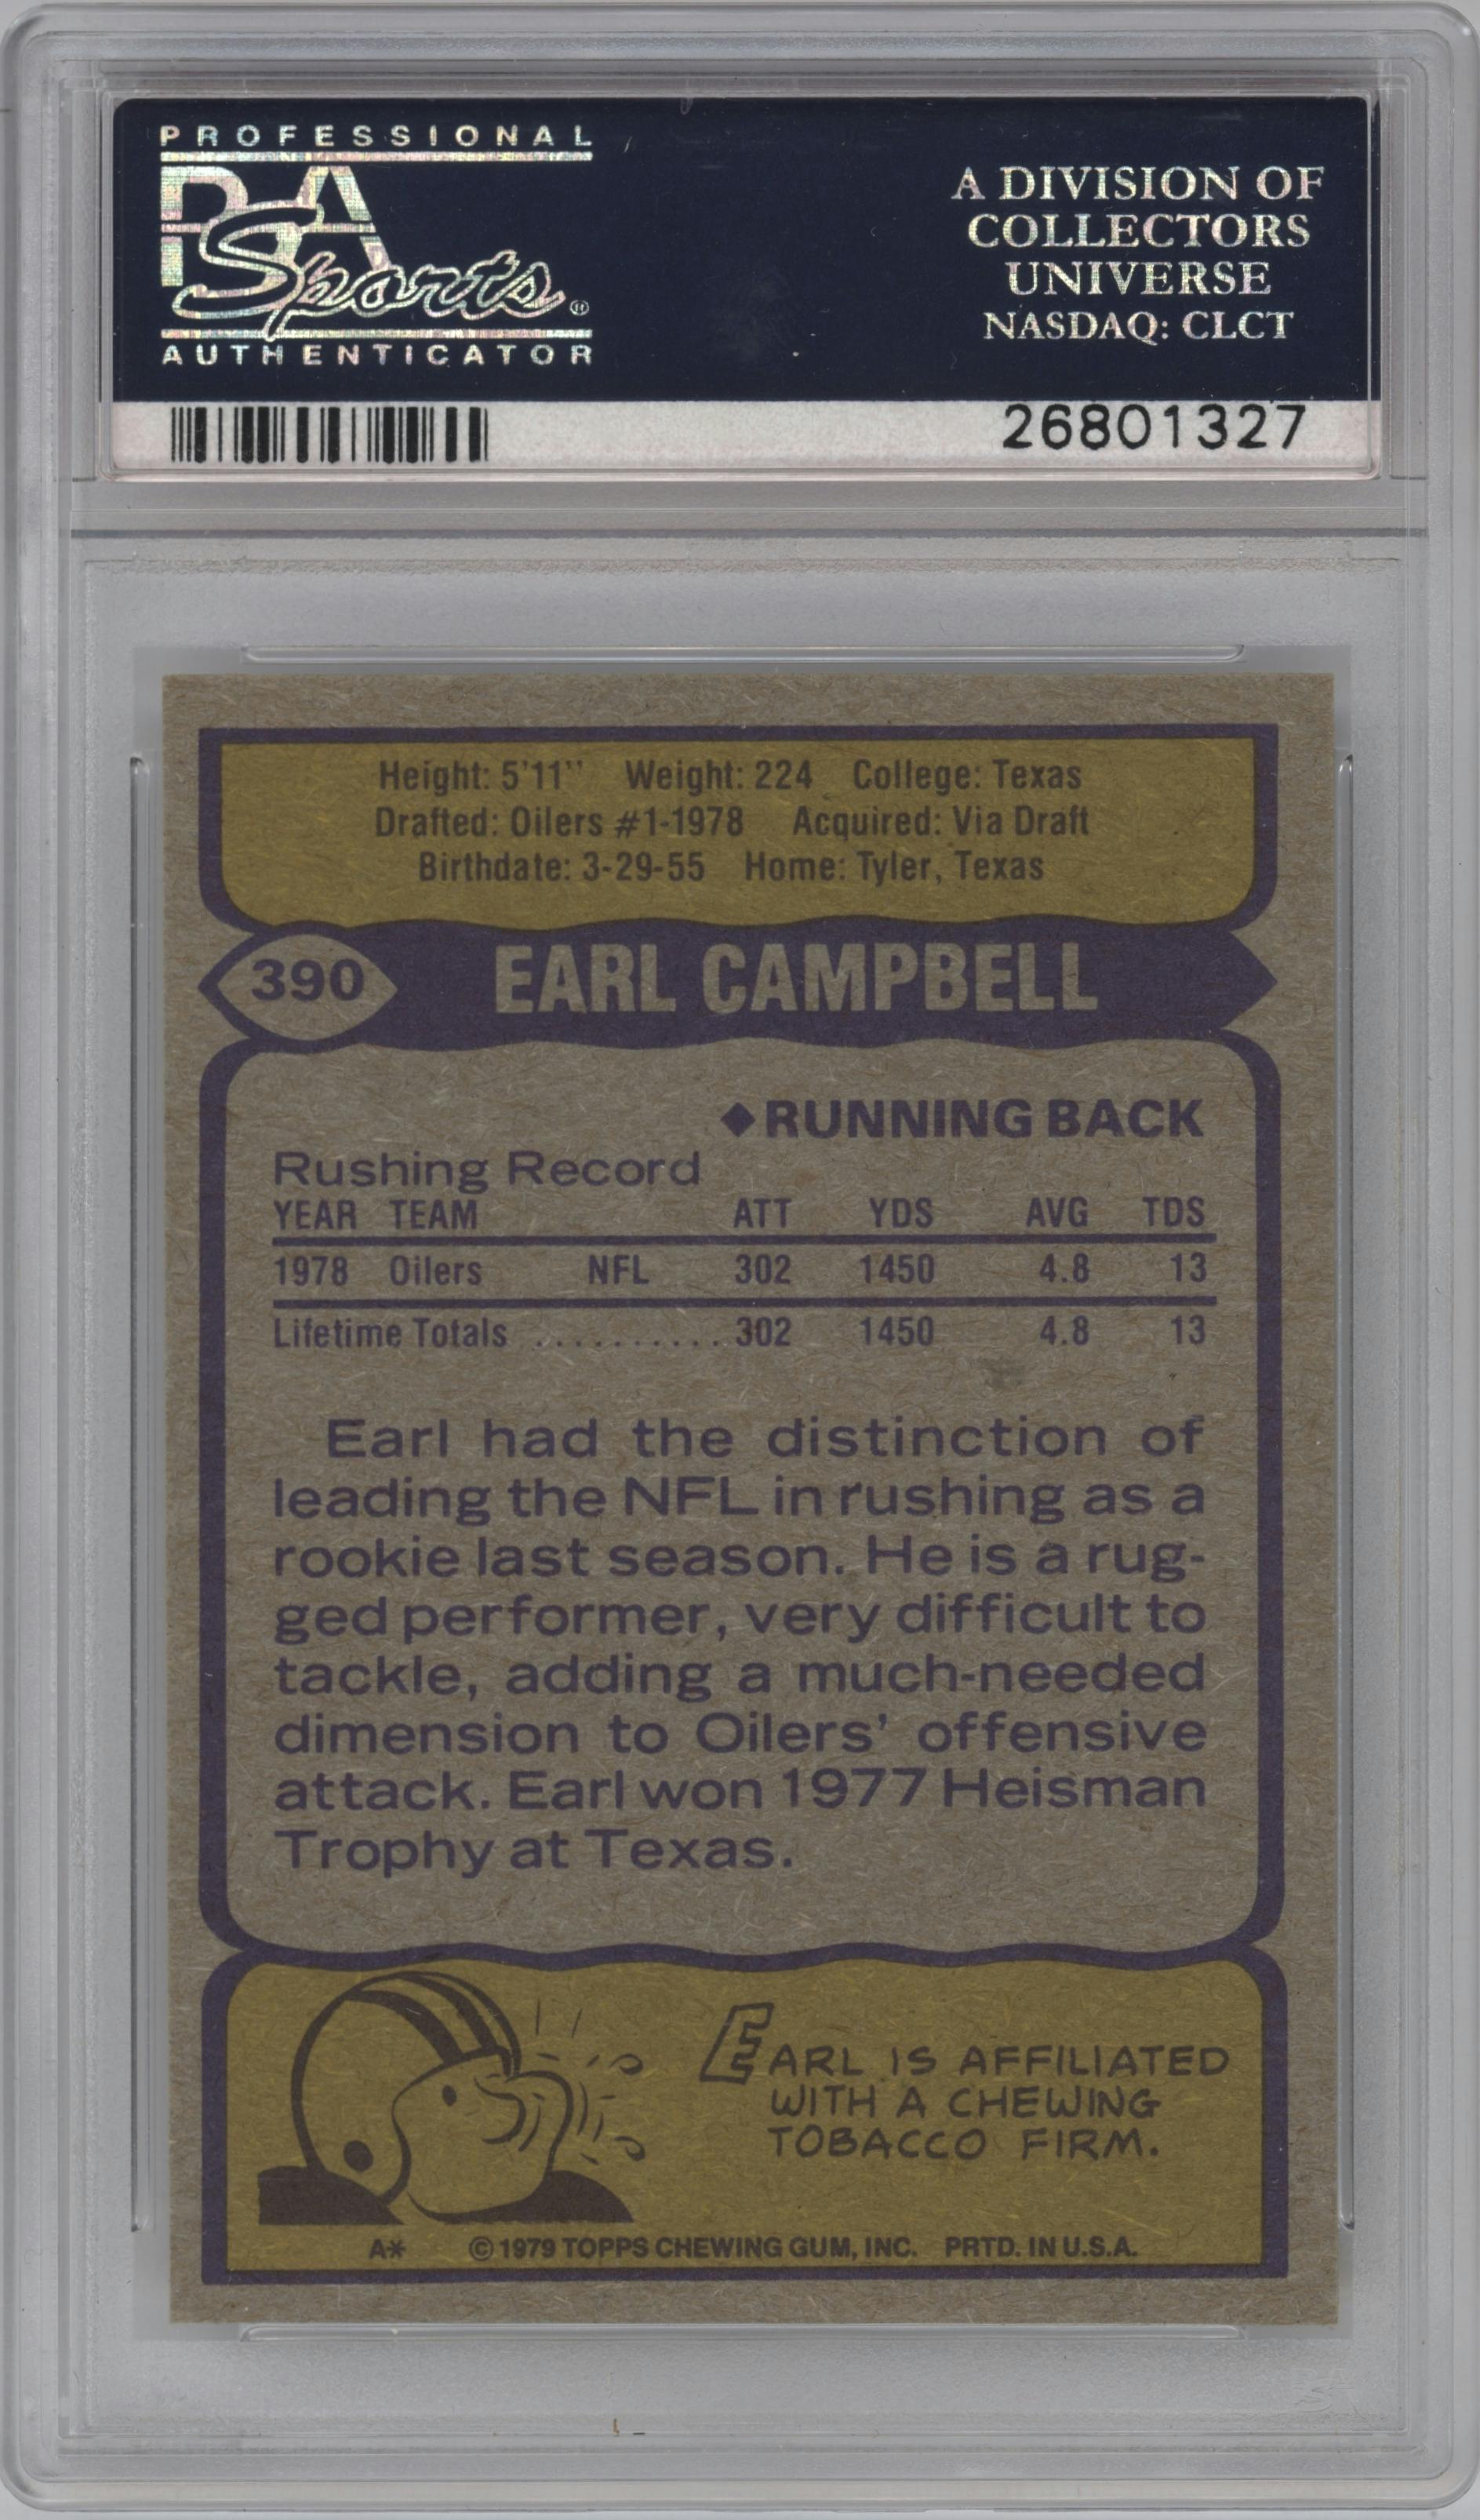 PROFESSIONAL
PSA
Sports®
AUTHENTICATOR
A DIVISION OF
COLLECTORS
UNIVERSE
NASDAQ: CLCT
26801327
Height: 5'11" Weight: 224 College: Texas
Drafted: Oilers #1-1978 Acquired: Via Draft
Birthdate: 3-29-55 Home: Tyler, Texas
390 EARL CAMPBELL
◆RUNNING BACK
Rushing Record
YEAR TEAM ATT YDS AVG TDS
1978 Oilers NFL 302 1450 4.8 13
Lifetime Totals ........... 302 1450 4.8 13
Earl had the distinction of
leading the NFL in rushing as a
rookie last season. He is a rug-
ged performer, very difficult to
tackle, adding a much-needed
dimension to Oilers' offensive
attack. Earl won 1977 Heisman
Trophy at Texas.
EARL IS AFFILIATED
WITH A CHEWING
TOBACCO FIRM.
A* ©1979 TOPPS CHEWING GUM, INC. PRTD. IN U.S.A.